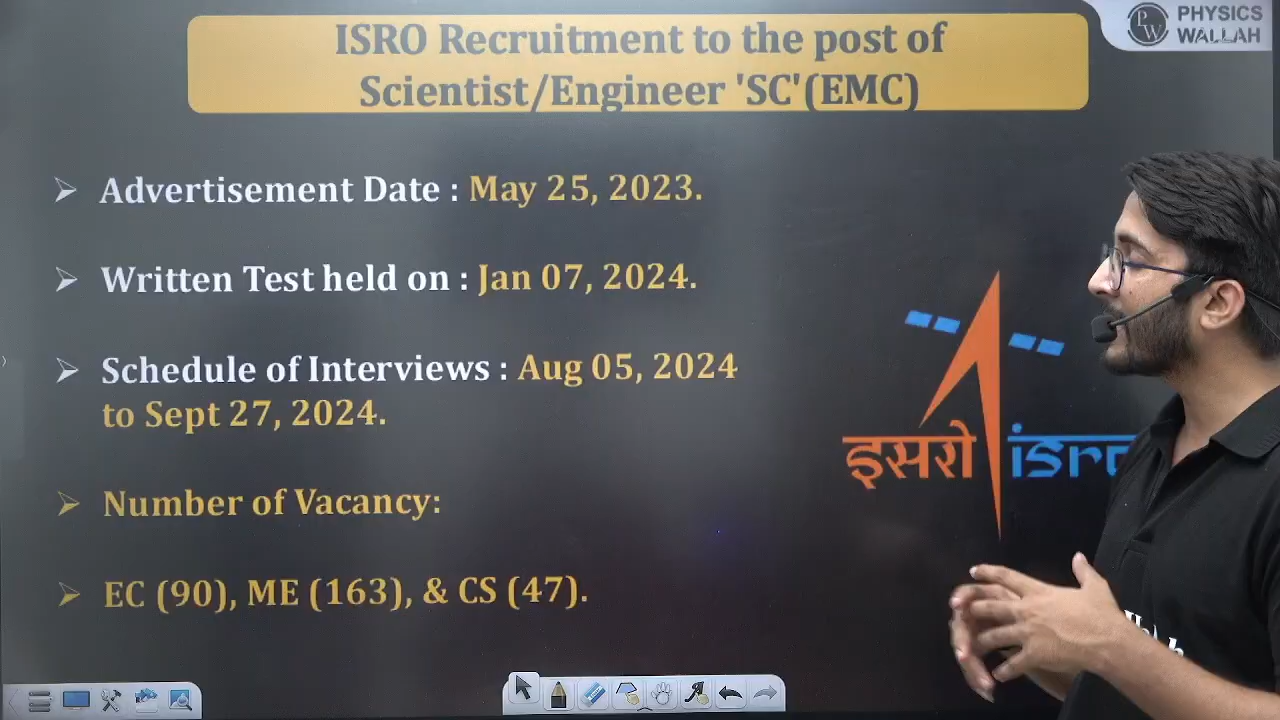 ISRO Recruitment to the post of
Scientist/Engineer 'SC'(EMC)
PHYSICS
WALLAH
PW
Advertisement Date : May 25, 2023.
Written Test held on : Jan 07, 2024.
Schedule of Interviews : Aug 05, 2024
to Sept 27, 2024.
इसरो isro
Number of Vacancy:
EC (90), ME (163), & CS (47).